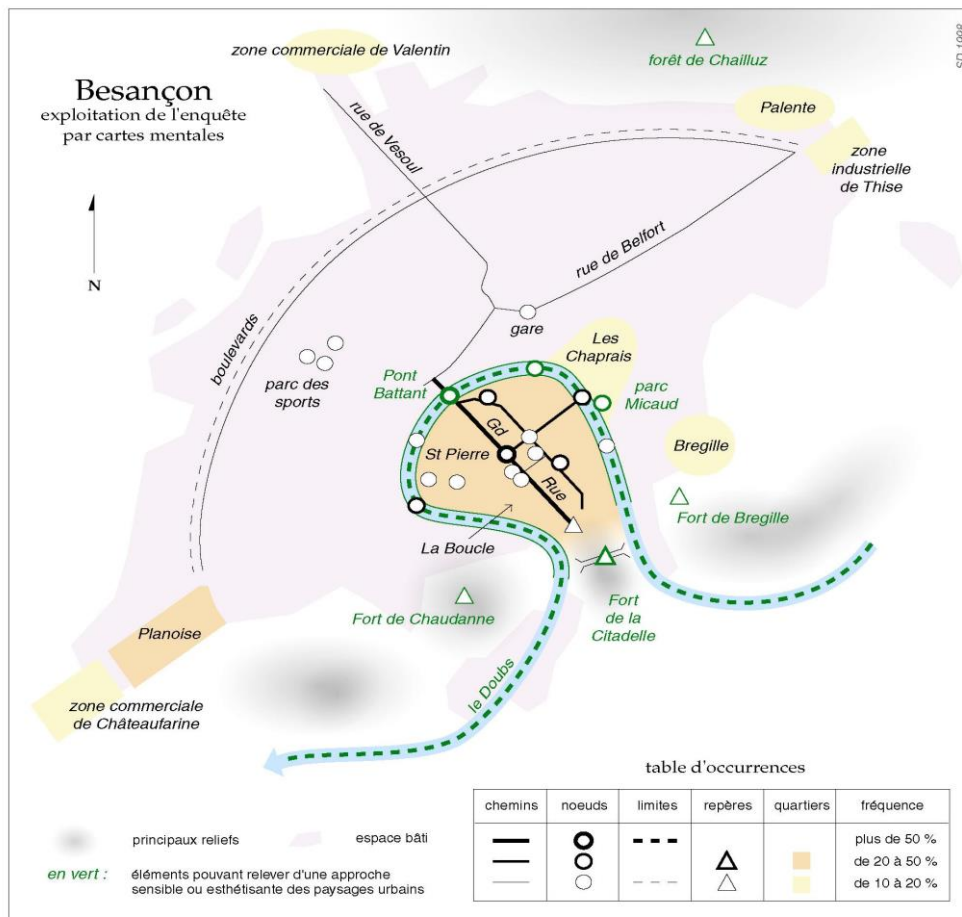 zone commerciale de Valentin
forêt de Chailluz
SD 1998
Besançon
exploitation de l'enquête
par cartes mentales
Palente
zone
industrielle
de Thise
rue de Vesoul
N
rue de Belfort
boulevards
gare
parc des
sports
Les
Chaprais
Pont
Battant
parc
Micaud
Gd
Rue
St Pierre
Bregille
La Boucle
Fort de Bregille
Fort de Chaudanne
Fort
de la
Citadelle
Planoise
zone commerciale
de Châteaufarine
le Doubs
table d'occurrences
chemins noeuds limites repères quartiers fréquence
plus de 50 %
de 20 à 50 %
de 10 à 20 %
principaux reliefs espace bâti
en vert : éléments pouvant relever d'une approche
sensible ou esthétisante des paysages urbains